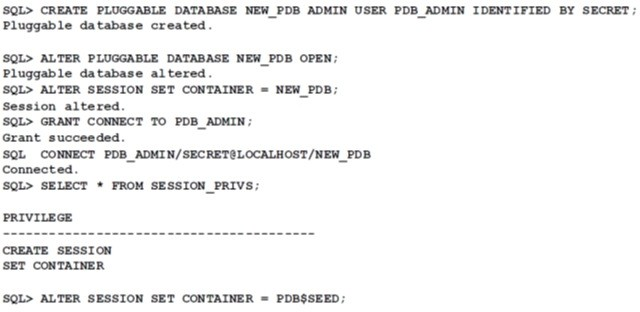 SQL> CREATE PLUGGABLE DATABASE NEW_PDB ADMIN USER PDB_ADMIN IDENTIFIED BY SECRET;
Pluggable database created.
SQL> ALTER PLUGGABLE DATABASE NEW_PDB OPEN;
Pluggable database altered.
SQL> ALTER SESSION SET CONTAINER = NEW_PDB;
Session altered.
SQL> GRANT CONNECT TO PDB_ADMIN;
Grant succeeded.
SQL CONNECT PDB_ADMIN/SECRET@LOCALHOST/NEW_PDB
Connected.
SQL> SELECT * FROM SESSION_PRIVS;
PRIVILEGE
----------------------------------------
CREATE SESSION
SET CONTAINER
SQL> ALTER SESSION SET CONTAINER = PDB$SEED;